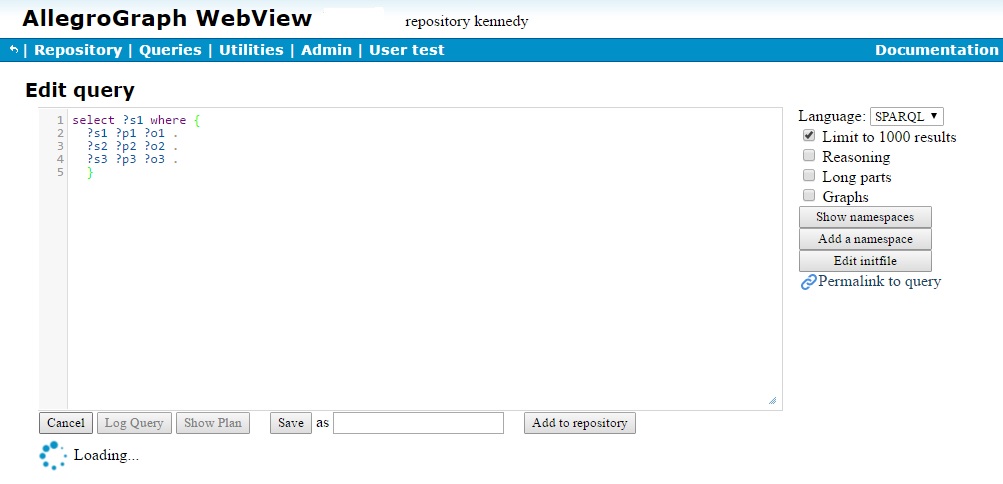 AllegroGraph WebView repository kennedy
↰ | Repository | Queries | Utilities | Admin | User test Documentation
Edit query
1 select ?s1 where {
2 ?s1 ?p1 ?o1 .
3 ?s2 ?p2 ?o2 .
4 ?s3 ?p3 ?o3 .
5 }
Language: SPARQL ▼
Limit to 1000 results
Reasoning
Long parts
Graphs
Show namespaces
Add a namespace
Edit initfile
Permalink to query
Cancel Log Query Show Plan Save as Add to repository
Loading...